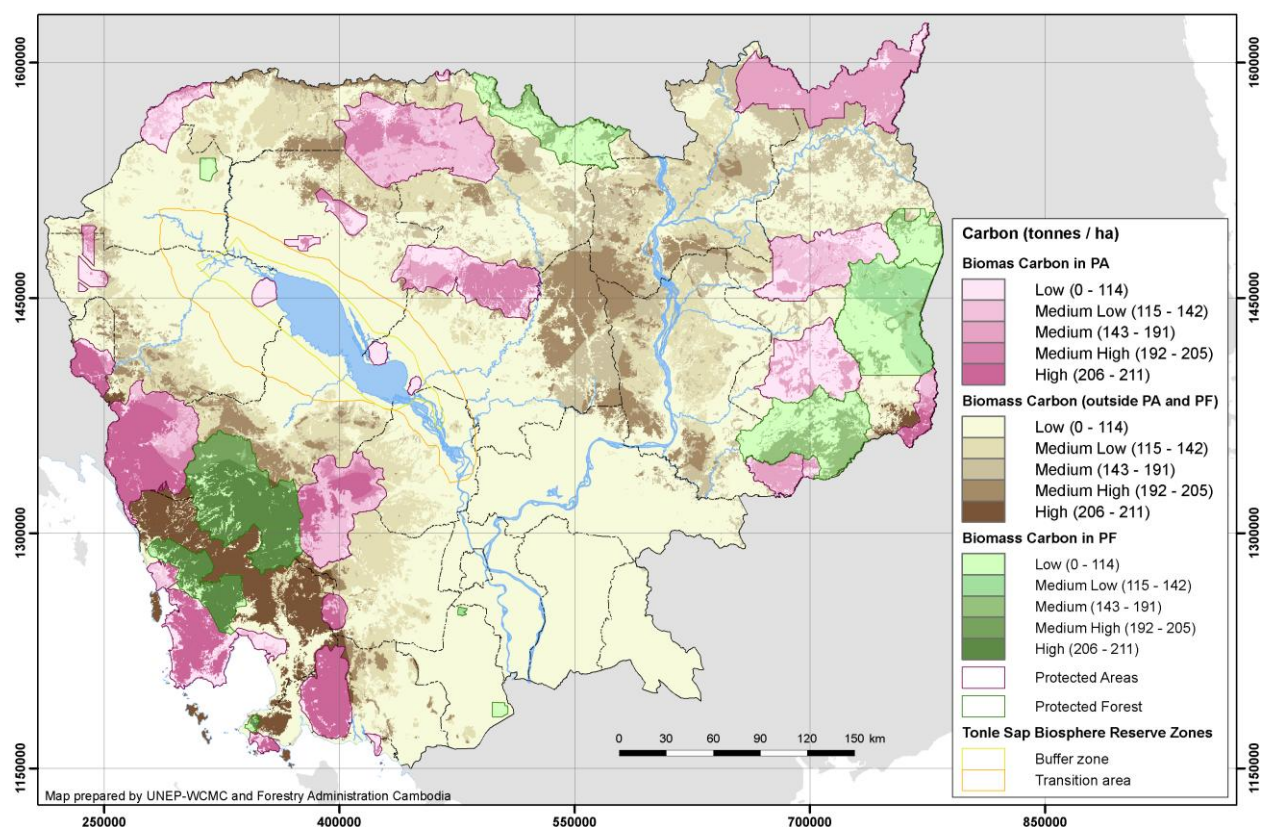 1600000
1600000
1450000
1450000
1300000
1300000
1150000
1150000
250000
400000
550000
700000
850000
Carbon (tonnes / ha)
Biomas Carbon in PA
Low (0 - 114)
Medium Low (115 - 142)
Medium (143 - 191)
Medium High (192 - 205)
High (206 - 211)
Biomass Carbon (outside PA and PF)
Low (0 - 114)
Medium Low (115 - 142)
Medium (143 - 191)
Medium High (192 - 205)
High (206 - 211)
Biomass Carbon in PF
Low (0 - 114)
Medium Low (115 - 142)
Medium (143 - 191)
Medium High (192 - 205)
High (206 - 211)
Protected Areas
Protected Forest
Tonle Sap Biosphere Reserve Zones
Buffer zone
Transition area
0 30 60 90 120 150 km
Map prepared by UNEP-WCMC and Forestry Administration Cambodia